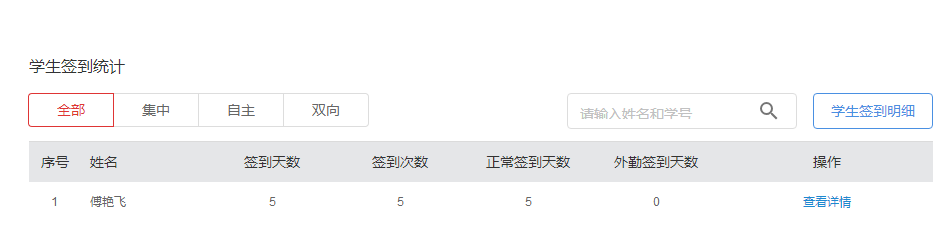 学生签到统计
全部 集中 自主 双向 请输入姓名和学号 学生签到明细
序号 姓名 签到天数 签到次数 正常签到天数 外勤签到天数 操作
1 傅艳飞 5 5 5 0 查看详情